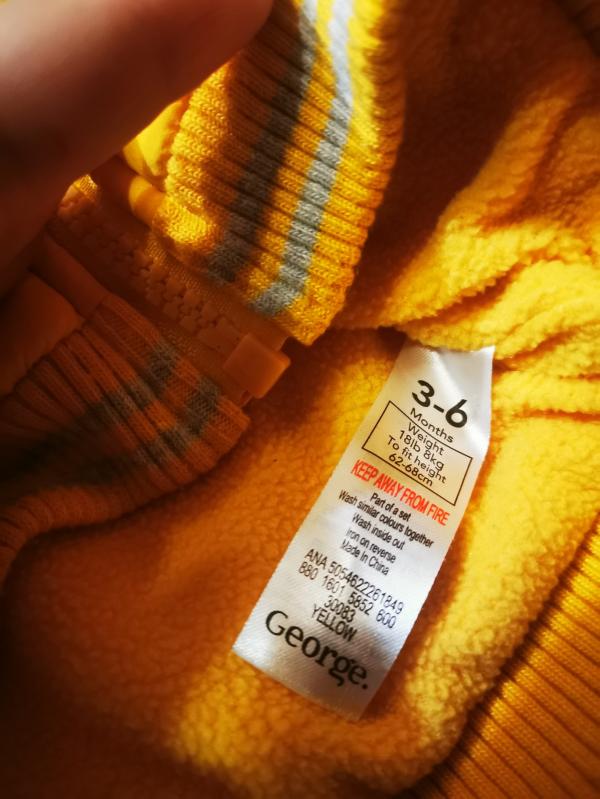 3-6
Months
Weight
18lb 8kg
To fit height
62-68cm
KEEP AWAY FROM FIRE
Part of a set
Wash similar colours together
Wash inside out
Iron on reverse
Made In China
ANA 5054622261849
880 1601 5852 600
30083
YELLOW
George.